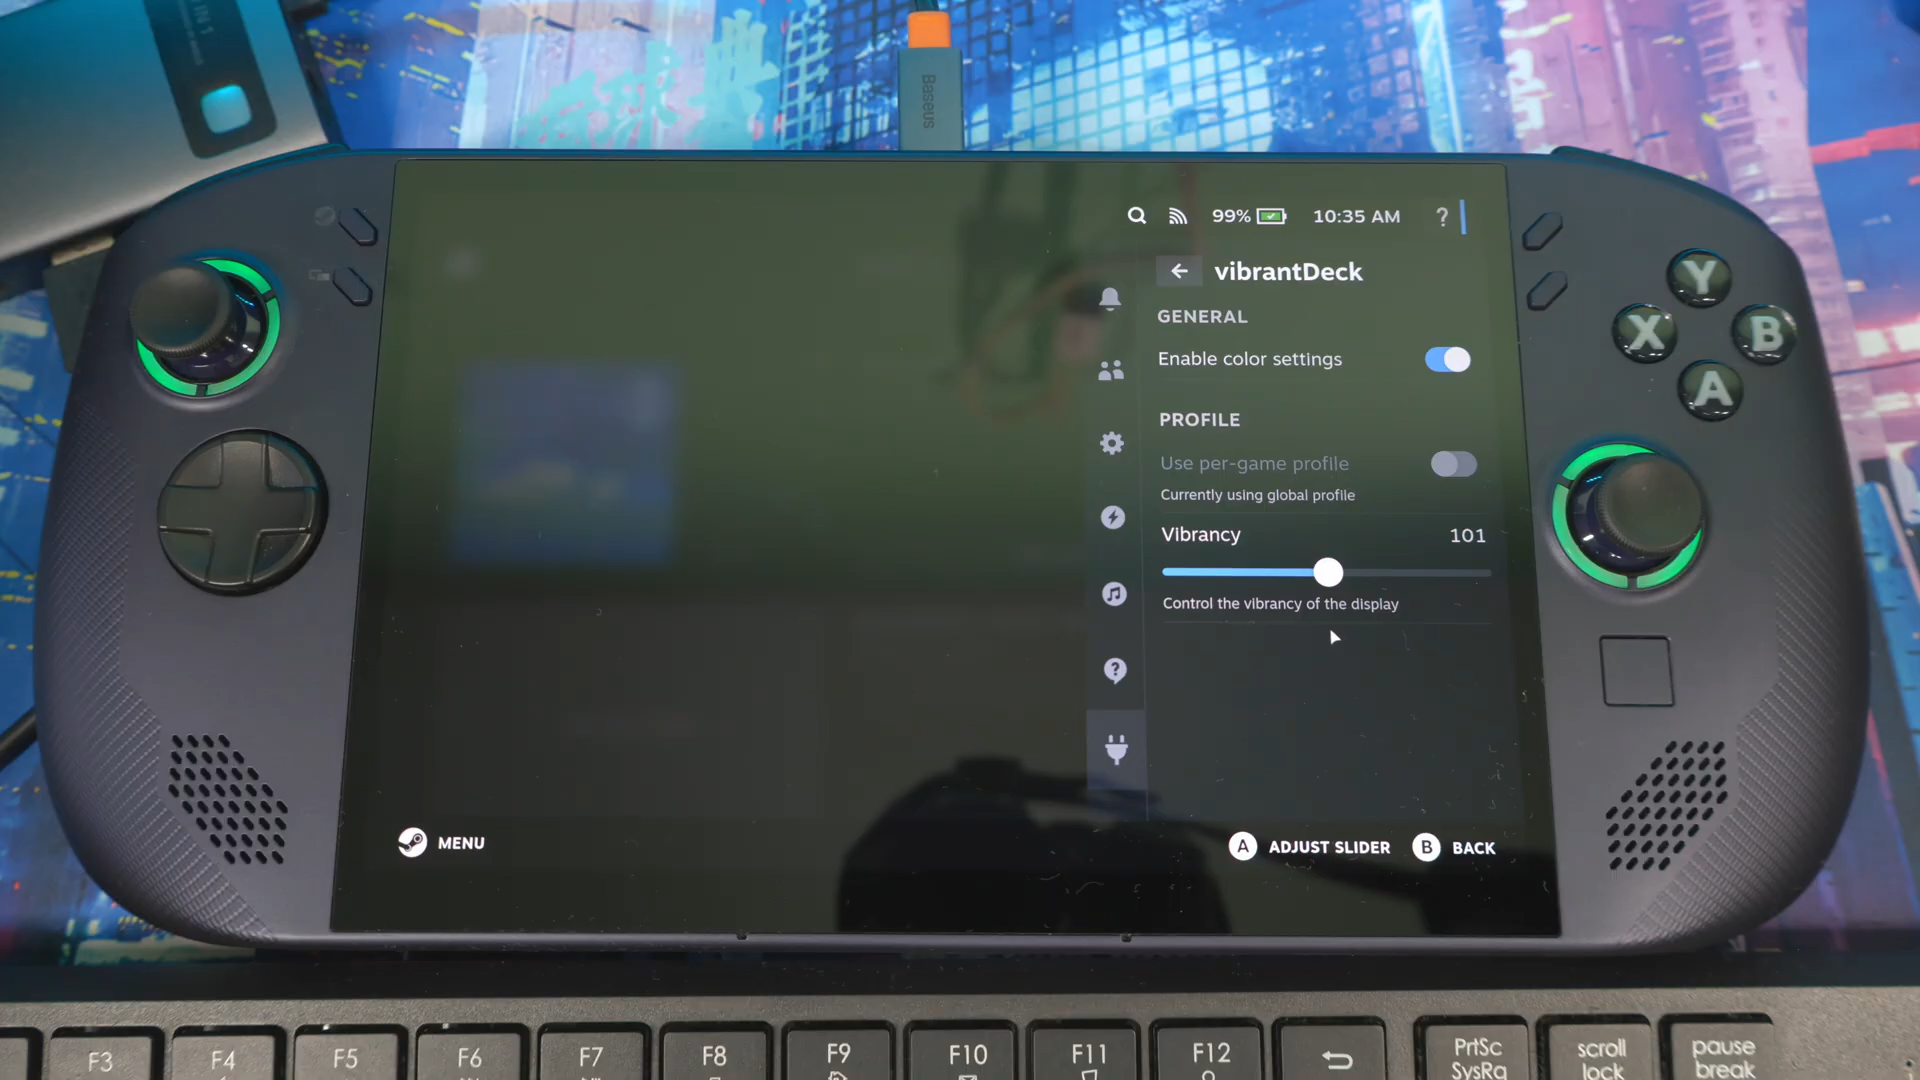 IN 1
Baseus
99%
10:35 AM
?
vibrantDeck
GENERAL
Enable color settings
PROFILE
Use per-game profile
Currently using global profile
Vibrancy
101
Control the vibrancy of the display
MENU
A ADJUST SLIDER
B BACK
Y
X
B
A
F3
F4
F5
F6
F7
F8
F9
F10
F11
F12
PrtSc
SysRq
scroll
lock
pause
break